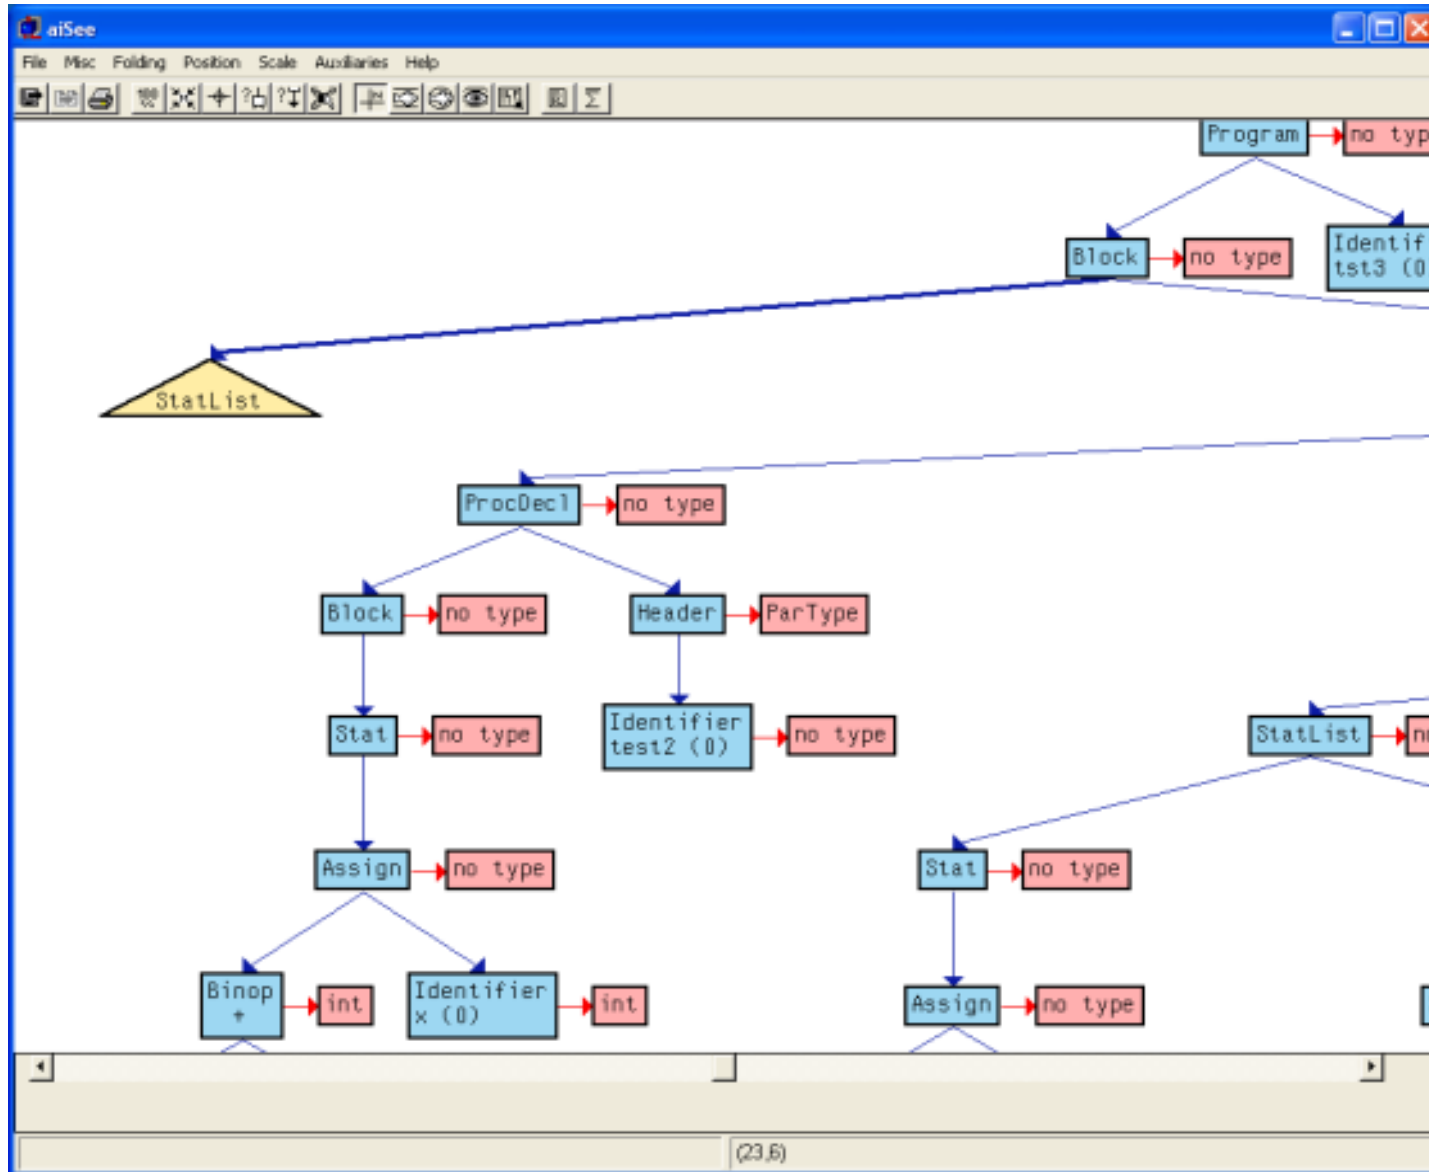 aiSee
File Misc Folding Position Scale Auxiliaries Help
Program no typ
Block no type Identif
tst3 (0
StatList
ProcDecl no type
Block no type Header ParType
Identifier
test2 (0) no type
Stat no type
StatList
Assign no type
Stat no type
Binop
+ int
Identifier
x (0) int
Assign no type
(23,6)